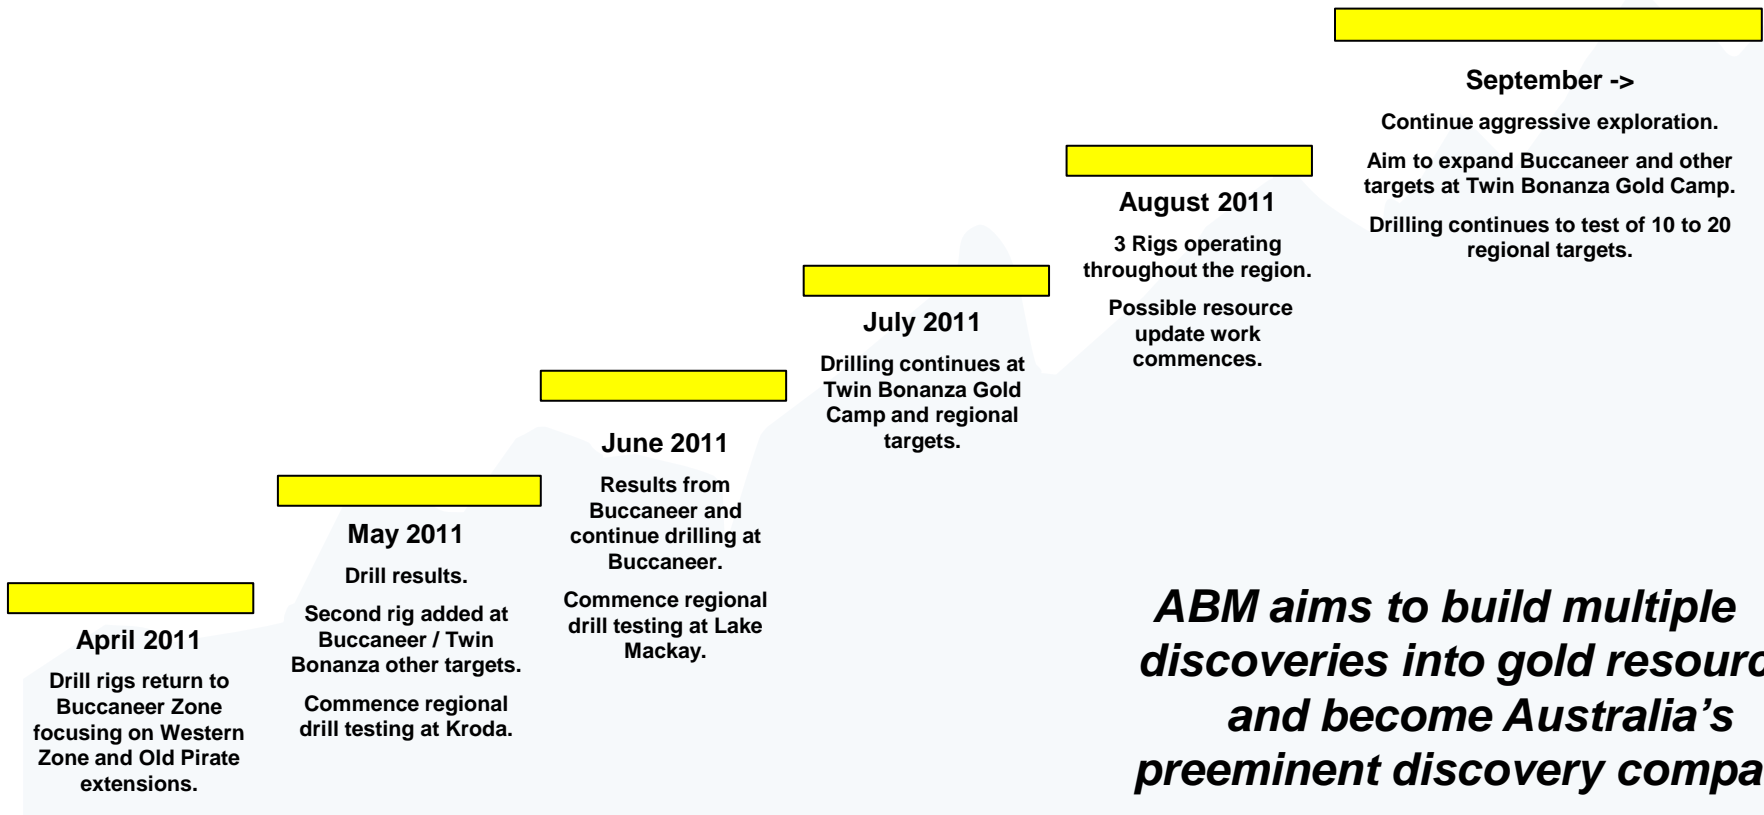 April 2011
Drill rigs return to
Buccaneer Zone
focusing on Western
Zone and Old Pirate
extensions.
May 2011
Drill results.
Second rig added at
Buccaneer / Twin
Bonanza other targets.
Commence regional
drill testing at Kroda.
June 2011
Results from
Buccaneer and
continue drilling at
Buccaneer.
Commence regional
drill testing at Lake
Mackay.
July 2011
Drilling continues at
Twin Bonanza Gold
Camp and regional
targets.
August 2011
3 Rigs operating
throughout the region.
Possible resource
update work
commences.
September ->
Continue aggressive exploration.
Aim to expand Buccaneer and other
targets at Twin Bonanza Gold Camp.
Drilling continues to test of 10 to 20
regional targets.
ABM aims to build multiple
discoveries into gold
and become Australia’s
preeminent discovery